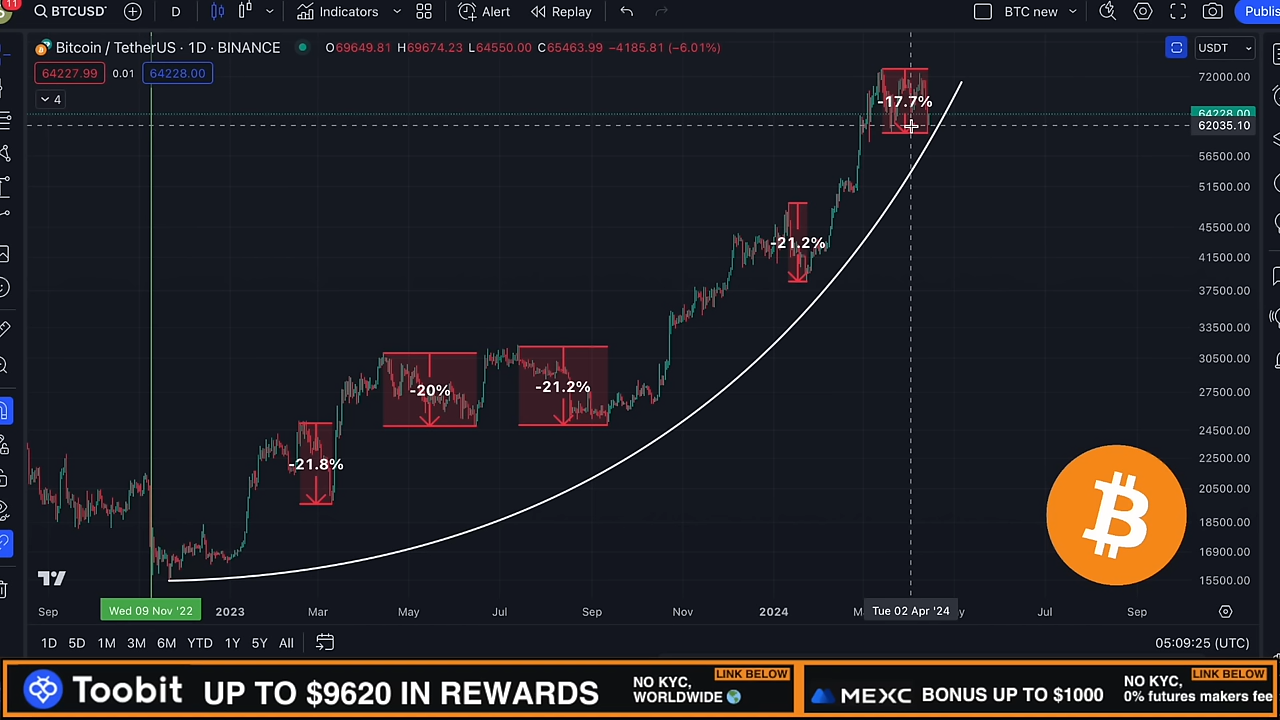 11
BTCUSDT
D
Indicators
Alert
Replay
BTC new
Publis
Bitcoin / TetherUS · 1D · BINANCE
O69649.81 H69674.23 L64550.00 C65463.99 −4185.81 (−6.01%)
USDT
64227.99 0.01 64228.00
4
72000.00
-17.7%
64228.00
62035.10
56500.00
51500.00
45500.00
-21.2%
41500.00
37500.00
33500.00
30500.00
-20%
-21.2%
27500.00
24500.00
-21.8%
22500.00
20500.00
18500.00
16900.00
15500.00
Sep
Wed 09 Nov '22
2023
Mar
May
Jul
Sep
Nov
2024
M
Tue 02 Apr '24
y
Jul
Sep
1D 5D 1M 3M 6M YTD 1Y 5Y All
05:09:25 (UTC)
Toobit UP TO $9620 IN REWARDS
NO KYC,
WORLDWIDE
LINK BELOW
MEXC BONUS UP TO $1000
NO KYC,
0% futures makers fee
LINK BELOW